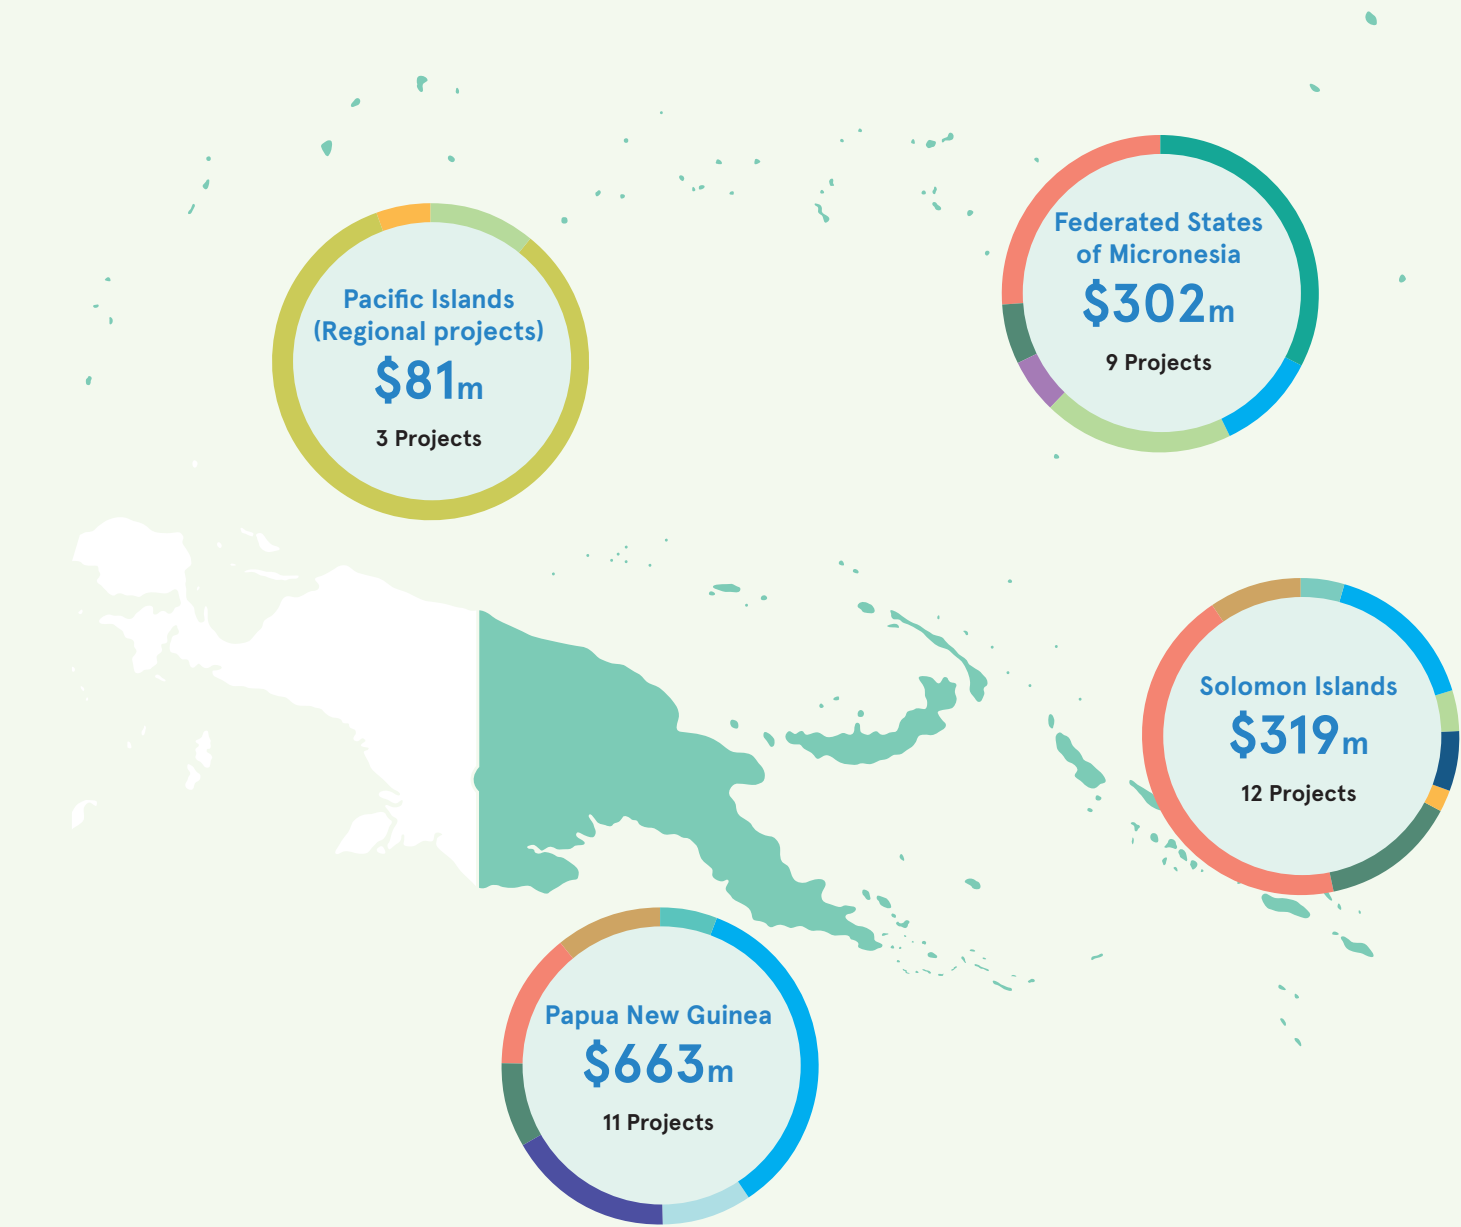 Federated States
of Micronesia
$302m
9 Projects
Pacific Islands
(Regional projects)
$81m
3 Projects
Solomon Islands
$319m
12 Projects
Papua New Guinea
$663m
11 Projects